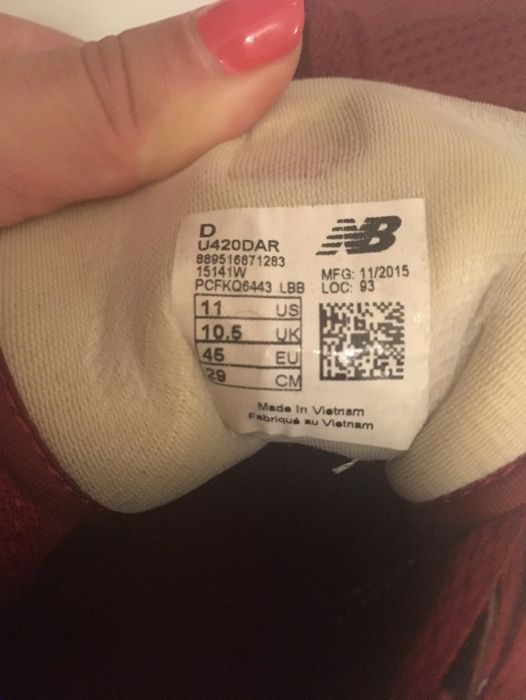 D
U420DAR
889516871283
15141W
PCFKQ6443 LBB
NB
MFG: 11/2015
LOC: 93
11 US
10.5 UK
45 EU
29 CM
Made In Vietnam
Fabriqué au Vietnam